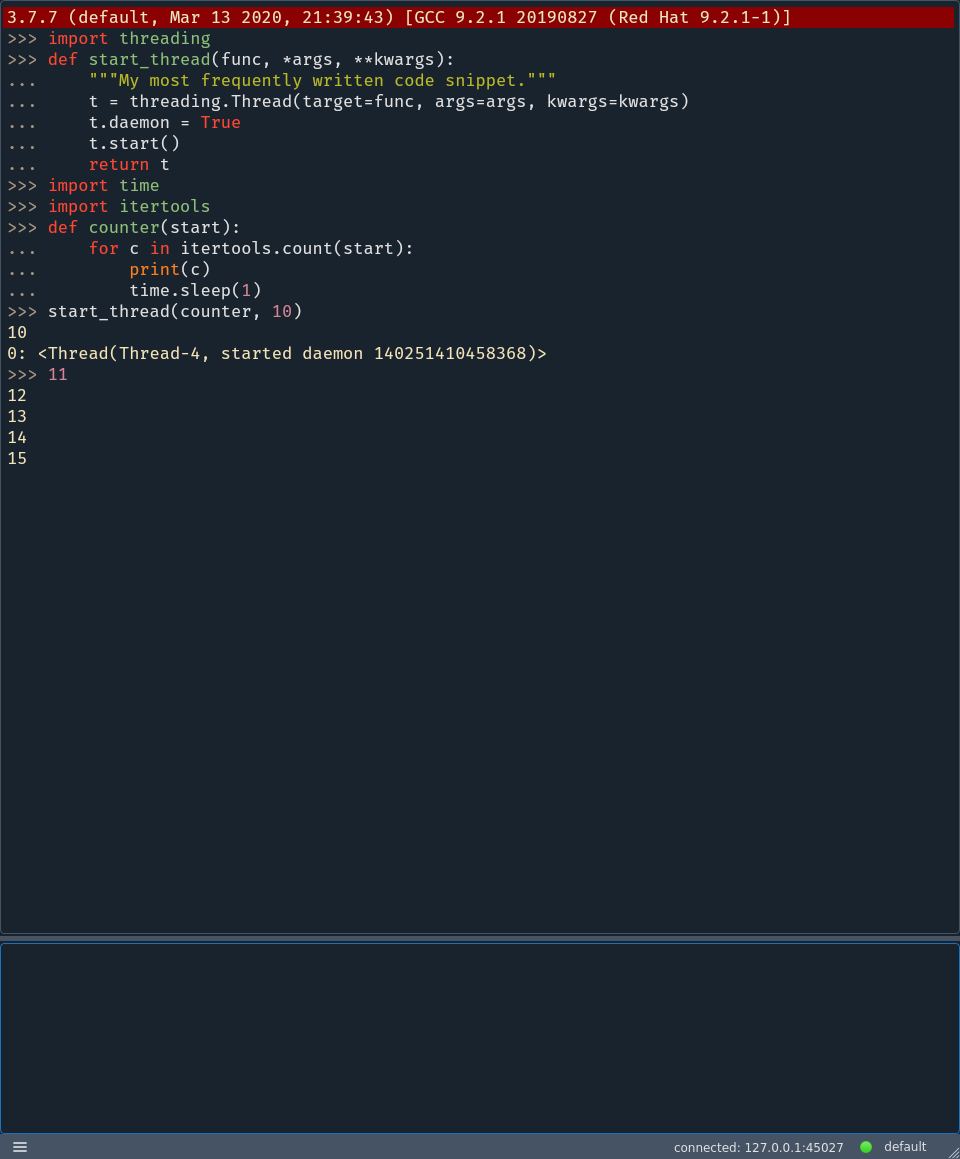 3.7.7 (default, Mar 13 2020, 21:39:43) [GCC 9.2.1 20190827 (Red Hat 9.2.1-1)]
>>> import threading
>>> def start_thread(func, *args, **kwargs):
...     """My most frequently written code snippet."""
...     t = threading.Thread(target=func, args=args, kwargs=kwargs)
...     t.daemon = True
...     t.start()
...     return t
>>> import time
>>> import itertools
>>> def counter(start):
...     for c in itertools.count(start):
...         print(c)
...         time.sleep(1)
>>> start_thread(counter, 10)
10
0: <Thread(Thread-4, started daemon 140251410458368)>
>>> 11
12
13
14
15
connected: 127.0.0.1:45027 default